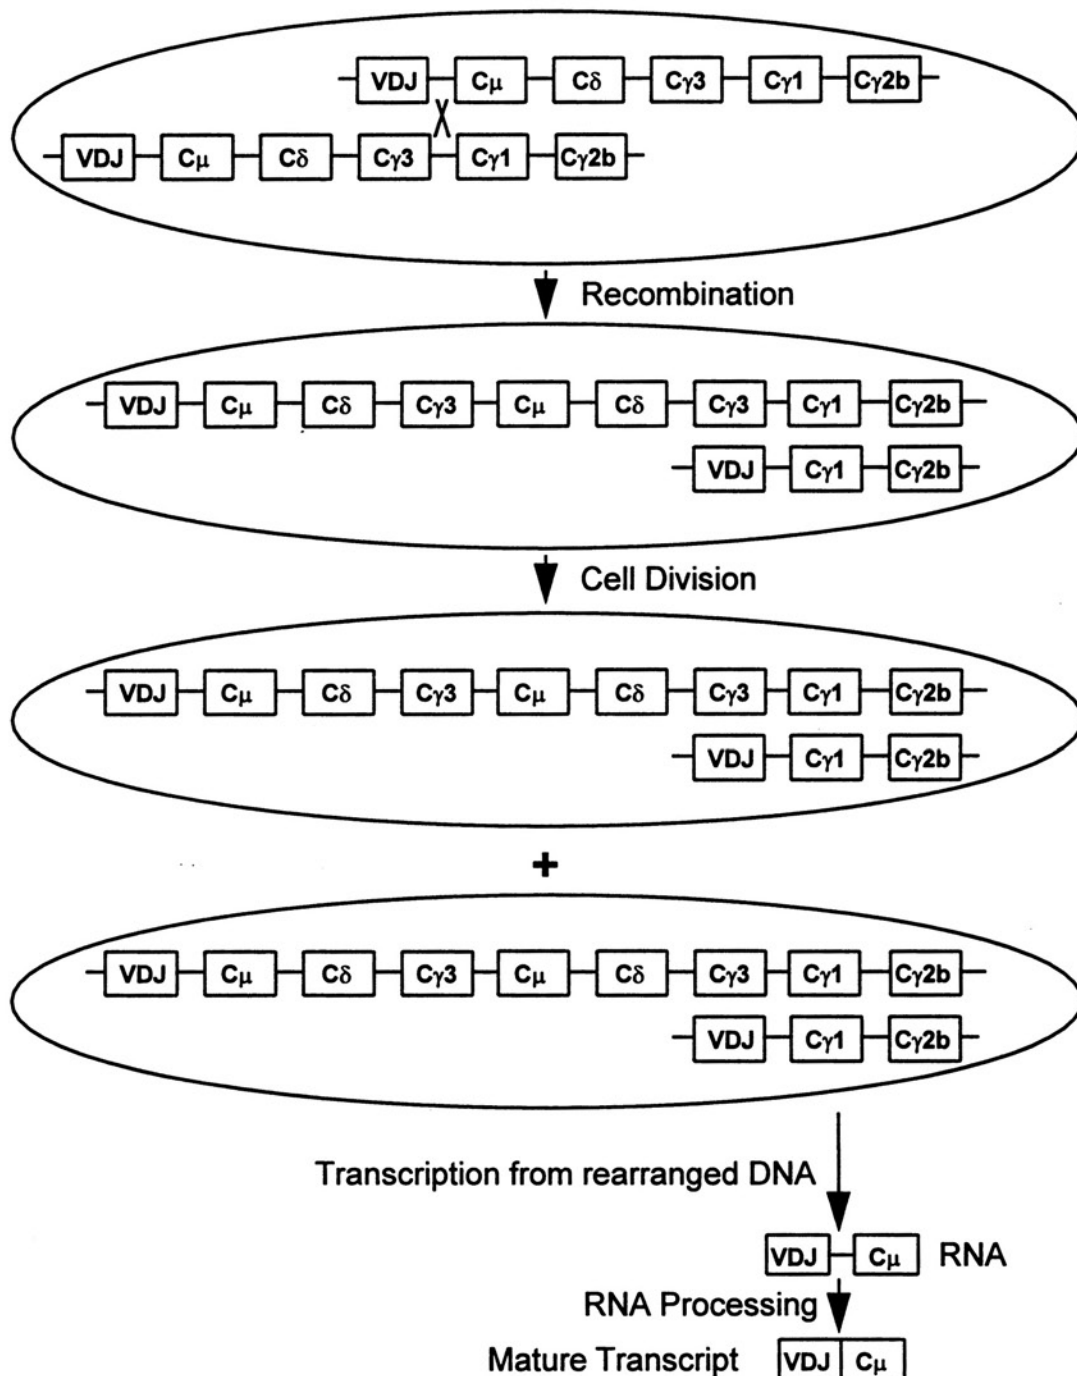 VDJ Cμ Cδ Cγ3 Cγ1 Cγ2b
VDJ Cμ Cδ Cγ3 Cγ1 Cγ2b
Recombination
VDJ Cμ Cδ Cγ3 Cμ Cδ Cγ3 Cγ1 Cγ2b
VDJ Cγ1 Cγ2b
Cell Division
VDJ Cμ Cδ Cγ3 Cμ Cδ Cγ3 Cγ1 Cγ2b
VDJ Cγ1 Cγ2b
+
VDJ Cμ Cδ Cγ3 Cμ Cδ Cγ3 Cγ1 Cγ2b
VDJ Cγ1 Cγ2b
Transcription from rearranged DNA
VDJ Cμ RNA
RNA Processing
Mature Transcript VDJ Cμ